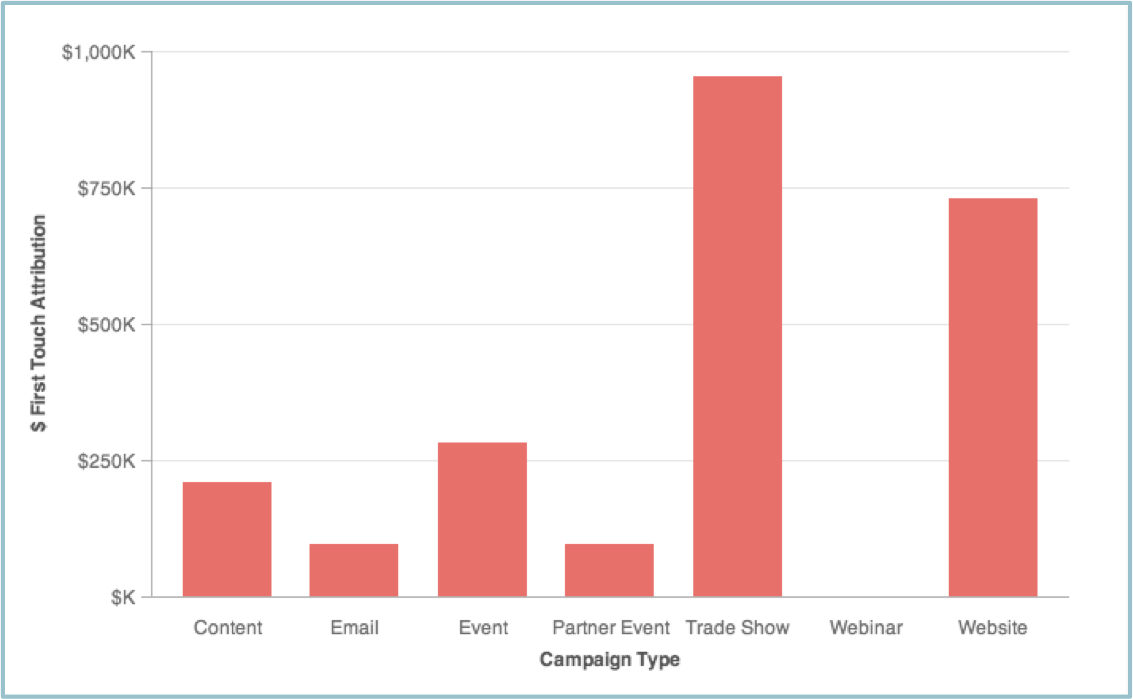 $1,000K
$750K
$500K
$250K
$K
$ First Touch Attribution
Content Email Event Partner Event Trade Show Webinar Website
Campaign Type